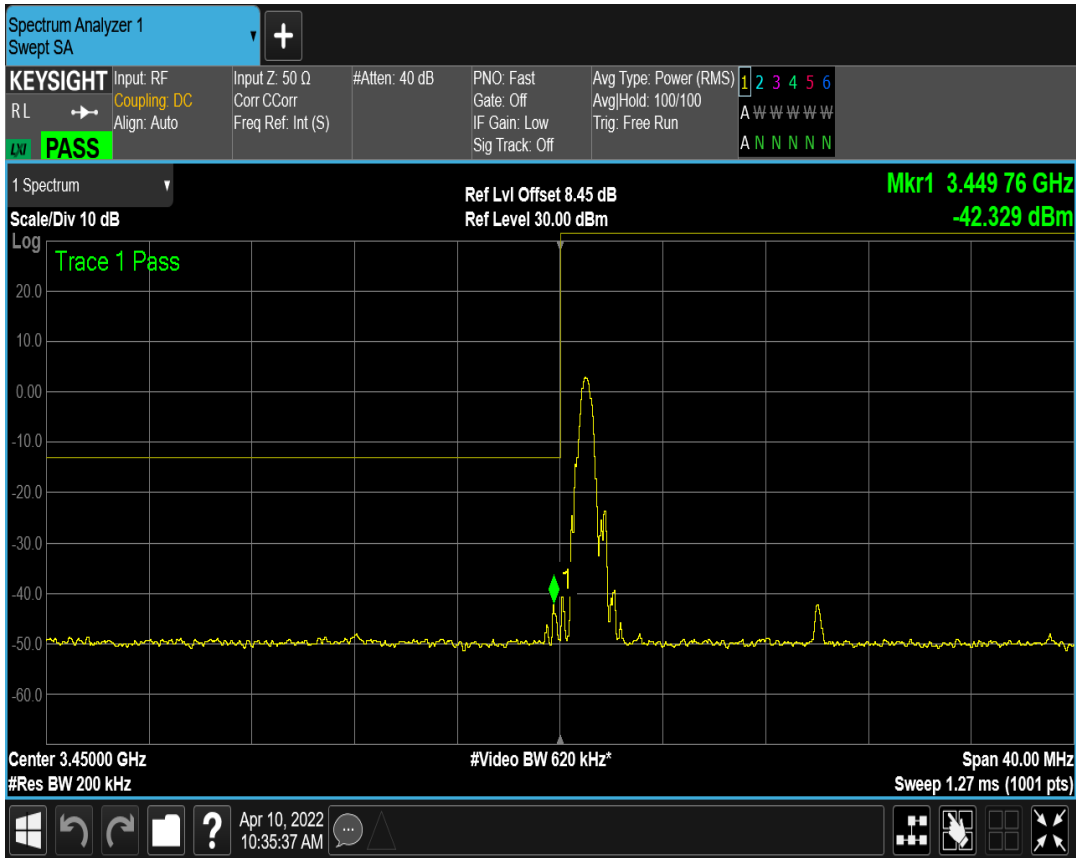 Spectrum Analyzer 1
Swept SA
+
KEYSIGHT Input: RF Input Z: 50 Ω #Atten: 40 dB PNO: Fast Avg Type: Power (RMS) 1 2 3 4 5 6
R L Coupling: DC Corr CCorr Gate: Off Avg|Hold: 100/100 A W W W W W
Align: Auto Freq Ref: Int (S) IF Gain: Low Trig: Free Run
LXI PASS Sig Track: Off A N N N N N
1 Spectrum Ref Lvl Offset 8.45 dB Mkr1 3.449 76 GHz
Scale/Div 10 dB Ref Level 30.00 dBm -42.329 dBm
Log
Trace 1 Pass
20.0
10.0
0.00
-10.0
-20.0
-30.0
1
-40.0
-50.0
-60.0
Center 3.45000 GHz #Video BW 620 kHz* Span 40.00 MHz
#Res BW 200 kHz Sweep 1.27 ms (1001 pts)
? Apr 10, 2022
10:35:37 AM